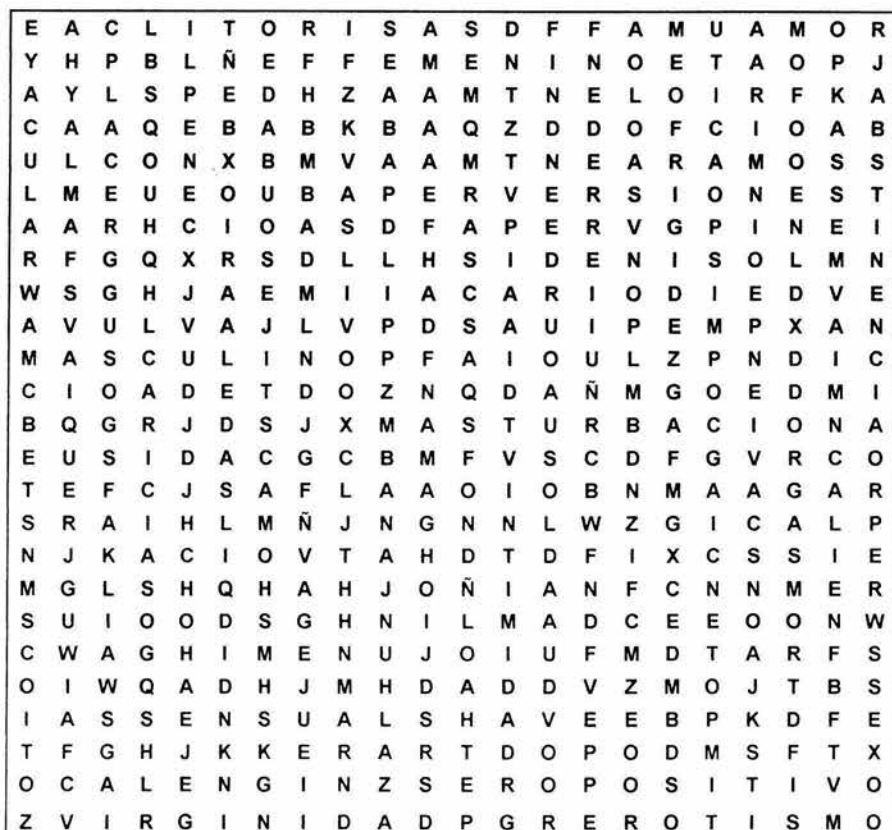 E A C L I T O R I S A S D F F A M U A M O R
Y H P B L Ñ E F F E M E N I N O E T A O P J
A Y L S P E D H Z A A M T N E L O I R F K A
C A A Q E B A B K B A Q Z D D O F C I O A B
U L C O N X B M V A A M T N E A R A M O S S
L M E U E O U B A P E R V E R S I O N E S T
A A R H C I O A S D F A P E R V G P I N E I
R F G Q X R S D L L H S I D E N I S O L M N
W S G H J A E M I I A C A R I O D I E D V E
A V U L V A J L V P D S A U I P E M P X A N
M A S C U L I N O P F A I O U L Z P N D I C
C I O A D E T D O Z N Q D A Ñ M G O E D M I
B Q G R J D S J X M A S T U R B A C I O N A
E U S I D A C G C B M F V S C D F G V R C O
T E F C J S A F L A A O I O B N M A A G A R
S R A I H L M Ñ J N G N N L W Z G I C A L P
N J K A C I O V T A H D T D F I X C S S I E
M G L S H Q H A H J O Ñ I A N F C N N M E R
S U I O O D S G H N I L M A D C E E O O N W
C W A G H I M E N U J O I U F M D T A R F S
O I W Q A D H J M H D A D D V Z M O J T B S
I A S S E N S U A L S H A V E E B P K D F E
T F G H J K K E R A R T D O P O D M S F T X
O C A L E N G I N Z S E R O P O S I T I V O
Z V I R G I N I D A D P G R E R O T I S M O